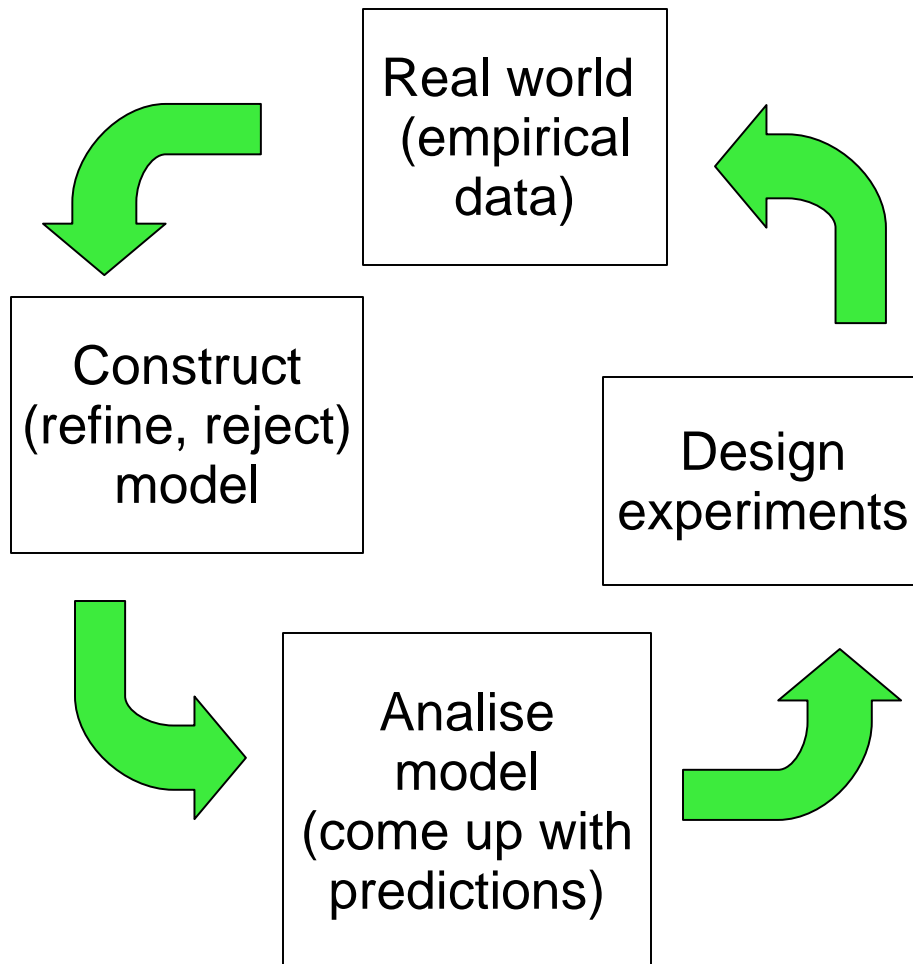 Real world
(empirical
data)
Construct
(refine, reject)
model
Design
experiments
Analise
model
(come up with
predictions)